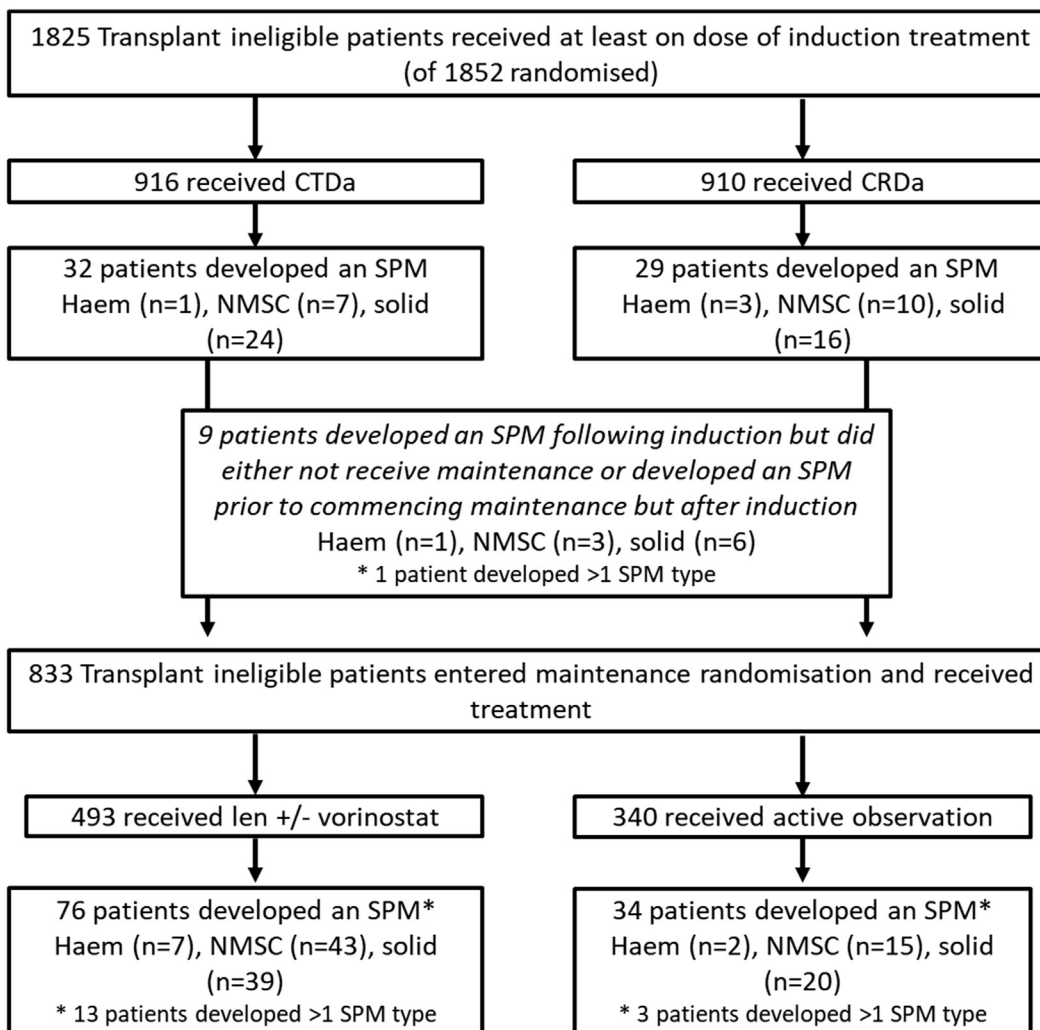 1825 Transplant ineligible patients received at least on dose of induction treatment
(of 1852 randomised)
916 received CTDa
910 received CRDa
32 patients developed an SPM
Haem (n=1), NMSC (n=7), solid
(n=24)
29 patients developed an SPM
Haem (n=3), NMSC (n=10), solid
(n=16)
9 patients developed an SPM following induction but did
either not receive maintenance or developed an SPM
prior to commencing maintenance but after induction
Haem (n=1), NMSC (n=3), solid (n=6)
* 1 patient developed >1 SPM type
833 Transplant ineligible patients entered maintenance randomisation and received
treatment
493 received len +/- vorinostat
340 received active observation
76 patients developed an SPM*
Haem (n=7), NMSC (n=43), solid
(n=39)
* 13 patients developed >1 SPM type
34 patients developed an SPM*
Haem (n=2), NMSC (n=15), solid
(n=20)
* 3 patients developed >1 SPM type